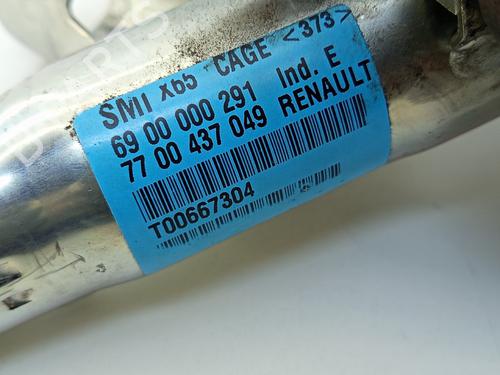 SMI X65 CAGE <373>
69 00 000 291 Ind. E
77 00 437 049 RENAULT
T00667304